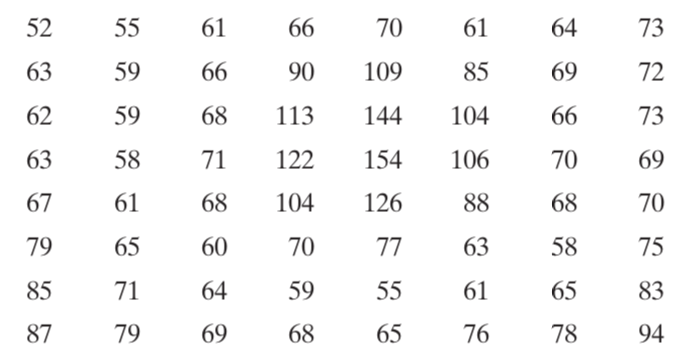 52 55 61 66 70 61 64 73
63 59 66 90 109 85 69 72
62 59 68 113 144 104 66 73
63 58 71 122 154 106 70 69
67 61 68 104 126 88 68 70
79 65 60 70 77 63 58 75
85 71 64 59 55 61 65 83
87 79 69 68 65 76 78 94